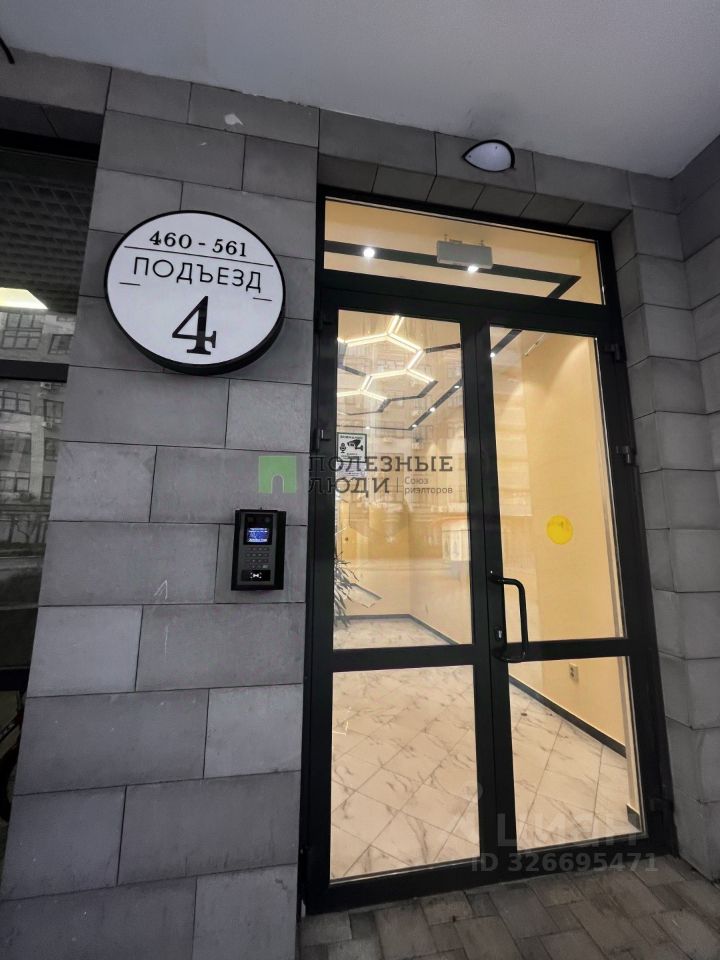 460 - 561
ПОДЪЕЗД
4
ПОЛЕЗНЫЕ
ЛЮДИ
Союз
риэлторов
циан
ID 326695471